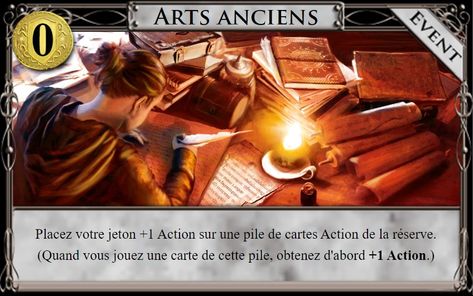 ARTS ANCIENS
0
EVENT
Placez votre jeton +1 Action sur une pile de cartes Action de la réserve.
(Quand vous jouez une carte de cette pile, obtenez d'abord +1 Action.)